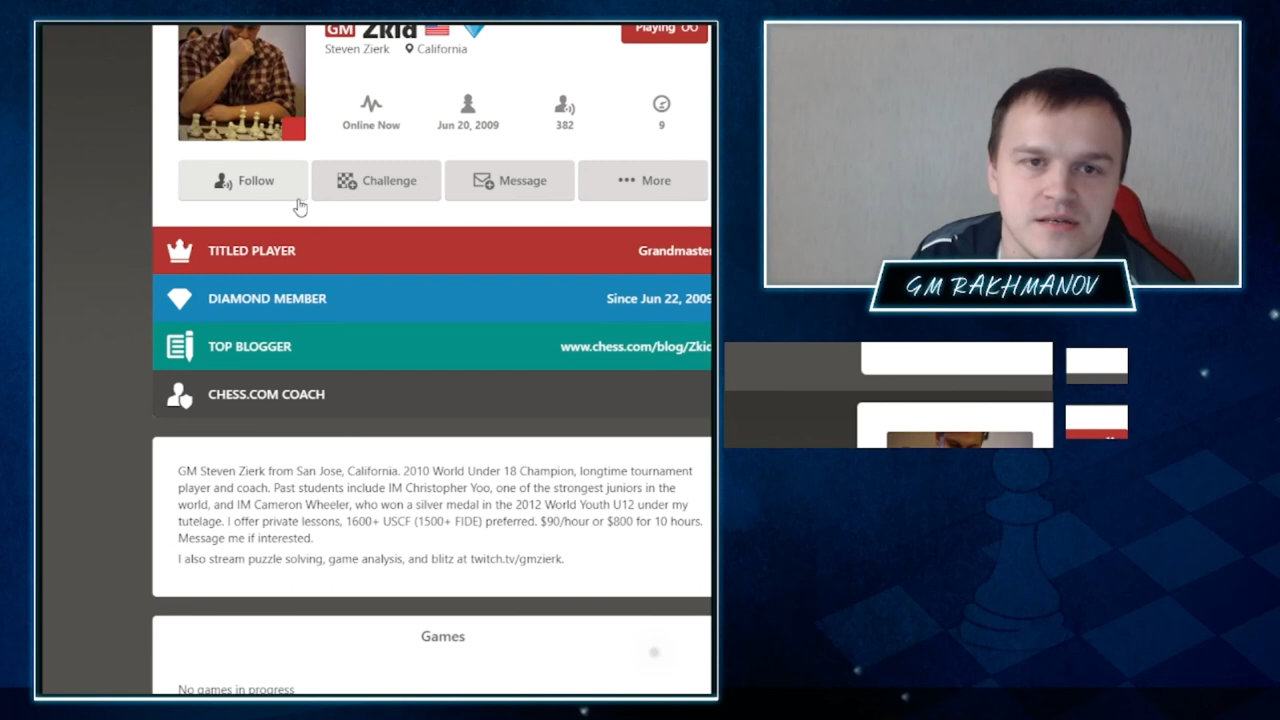 GM Zkid
Playing
Steven Zierk California
Online Now Jun 20, 2009 382 9
Follow Challenge Message More
TITLED PLAYER Grandmaster
DIAMOND MEMBER Since Jun 22, 2009
TOP BLOGGER www.chess.com/blog/Zkid
CHESS.COM COACH
GM Steven Zierk from San Jose, California. 2010 World Under 18 Champion, longtime tournament
player and coach. Past students include IM Christopher Yoo, one of the strongest juniors in the
world, and IM Cameron Wheeler, who won a silver medal in the 2012 World Youth U12 under my
tutelage. I offer private lessons, 1600+ USCF (1500+ FIDE) preferred. $90/hour or $800 for 10 hours.
Message me if interested.
I also stream puzzle solving, game analysis, and blitz at twitch.tv/gmzierk.
Games
No games in progress
GM RAKHMANOV